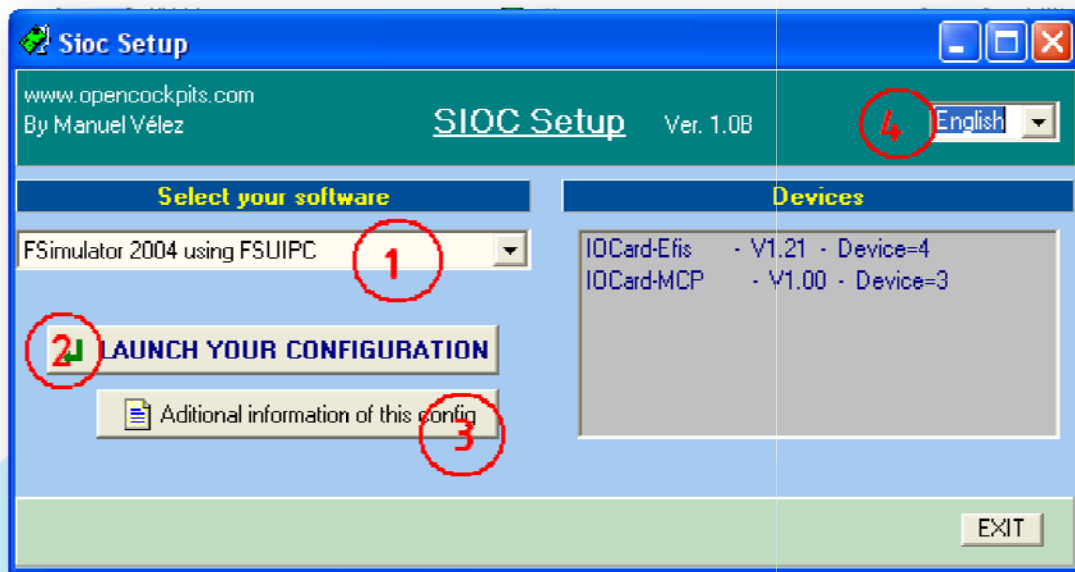 Sioc Setup
www.opencockpits.com
By Manuel Vélez
SIOC Setup Ver. 1.0B
4
English
Select your software
Devices
FSimulator 2004 using FSUIPC
1
IOCard-Efis - V1.21 - Device=4
IOCard-MCP - V1.00 - Device=3
2
LAUNCH YOUR CONFIGURATION
Aditional information of this config
3
EXIT